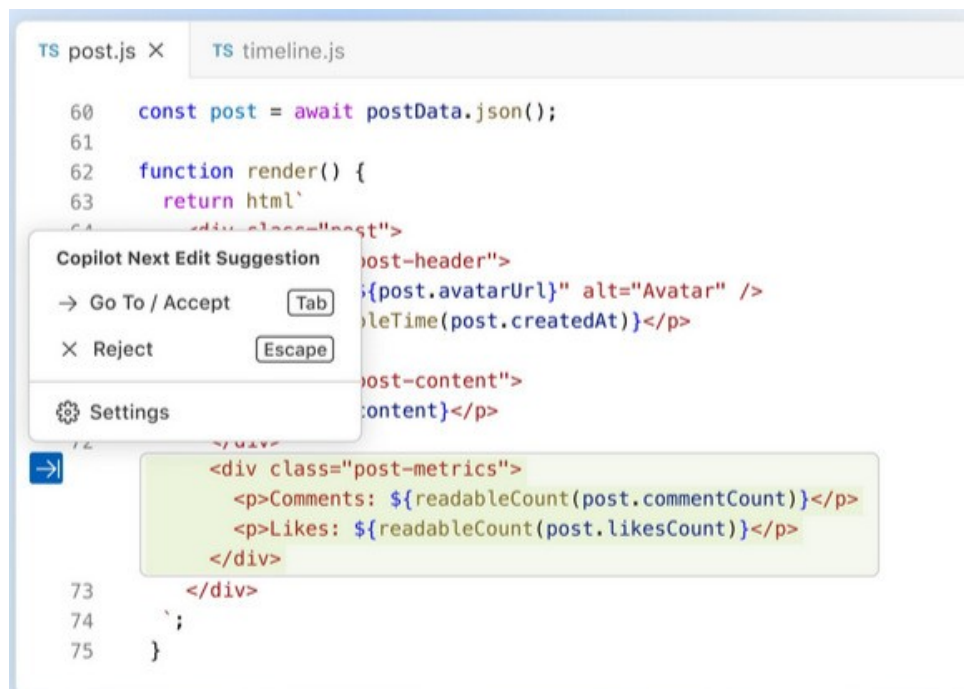 TS post.js × TS timeline.js
60 const post = await postData.json();
61
62 function render() {
63 return html`
post">
Copilot Next Edit Suggestion
post-header">
→ Go To / Accept Tab
${post.avatarUrl}" alt="Avatar" />
leTime(post.createdAt)}</p>
× Reject Escape
post-content">
Settings
content}</p>
72 </div>
<div class="post-metrics">
<p>Comments: ${readableCount(post.commentCount)}</p>
<p>Likes: ${readableCount(post.likesCount)}</p>
</div>
73 </div>
74 `;
75 }